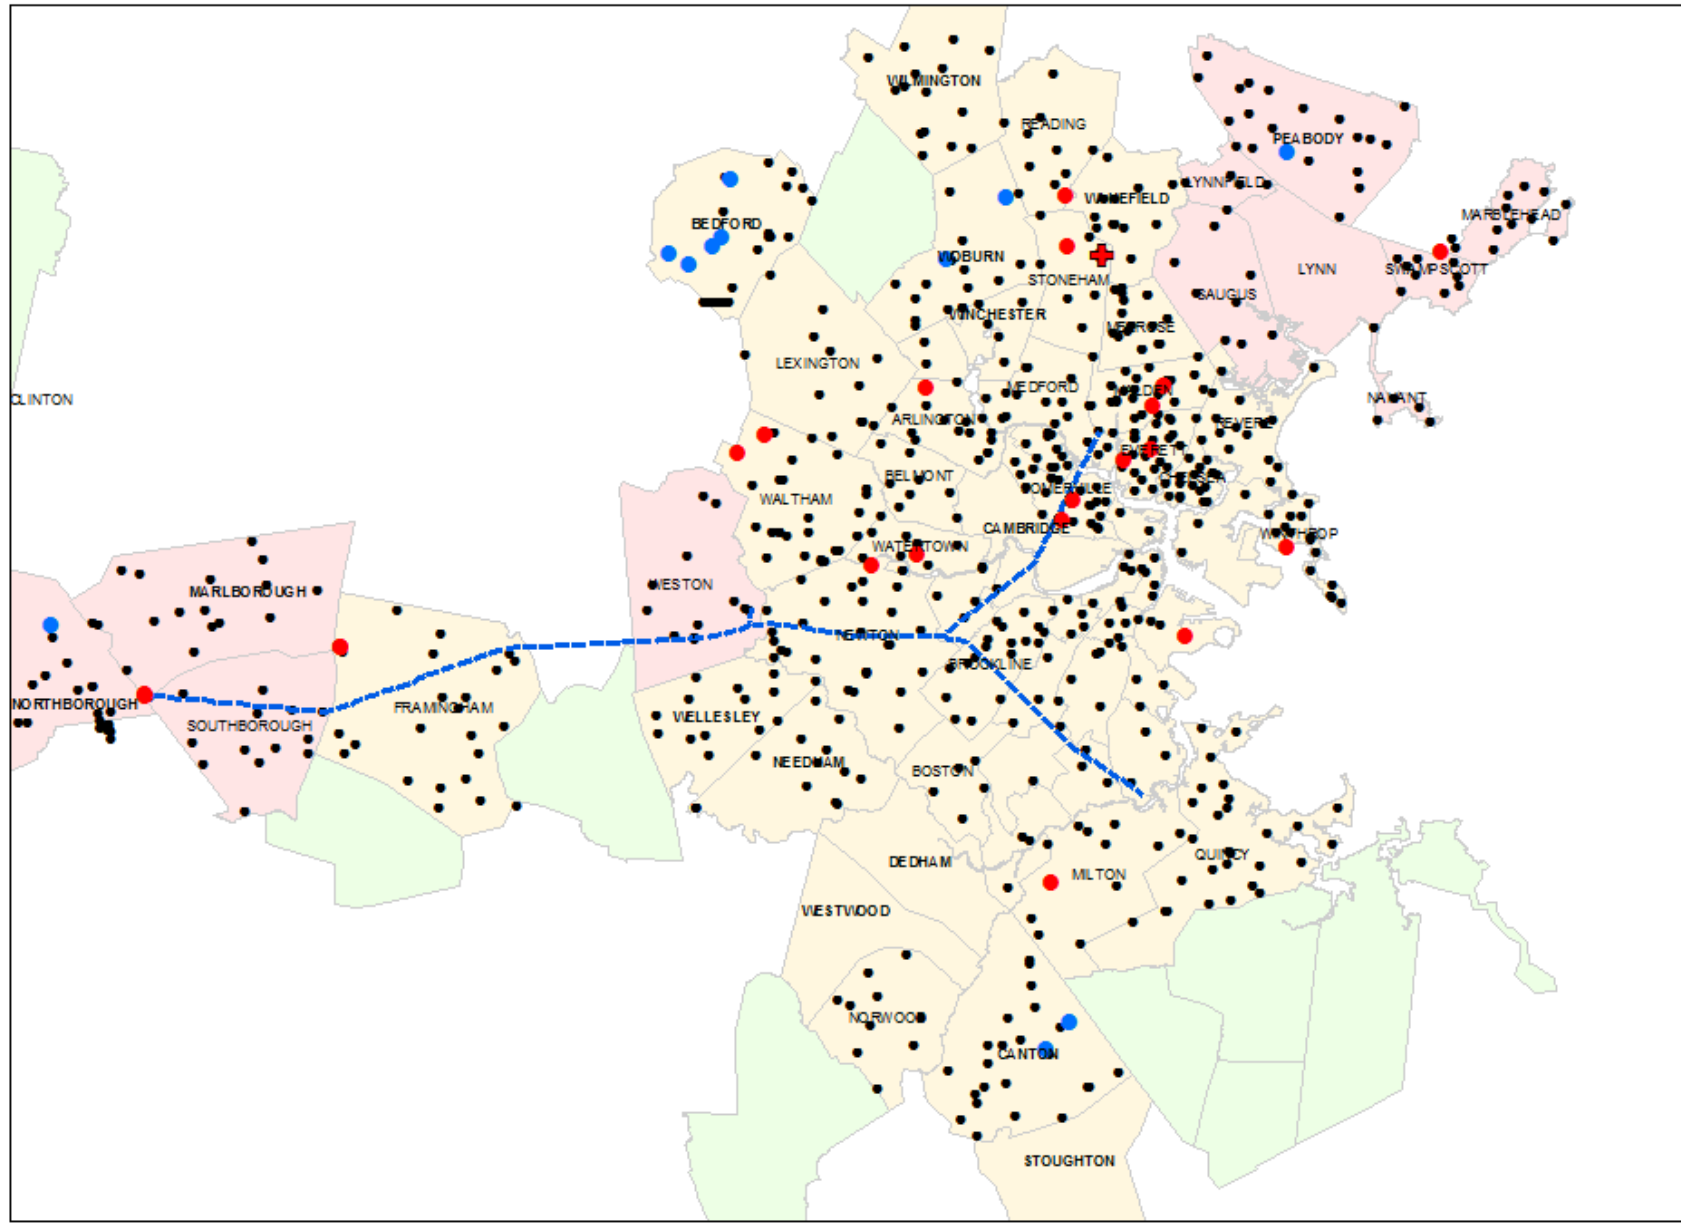 WILMINGTON
READING
PEABODY
LYNNFIELD
WAKEFIELD
MARBLEHEAD
BEDFORD
WOBURN
STONEHAM
LYNN
SWAMPSCOTT
SAUGUS
WINCHESTER
MELROSE
LEXINGTON
MEDFORD
MALDEN
CLINTON
NAHANT
ARLINGTON
REVERE
EVERETT
BELMONT
CHELSEA
SOMERVILLE
WALTHAM
CAMBRIDGE
WINTHROP
WATERTOWN
WESTON
MARLBOROUGH
NEWTON
BROOKLINE
NORTHBOROUGH
FRAMINGHAM
WELLESLEY
SOUTHBOROUGH
NEEDHAM
BOSTON
QUINCY
DEDHAM
MILTON
WESTWOOD
NORWOOD
CANTON
STOUGHTON